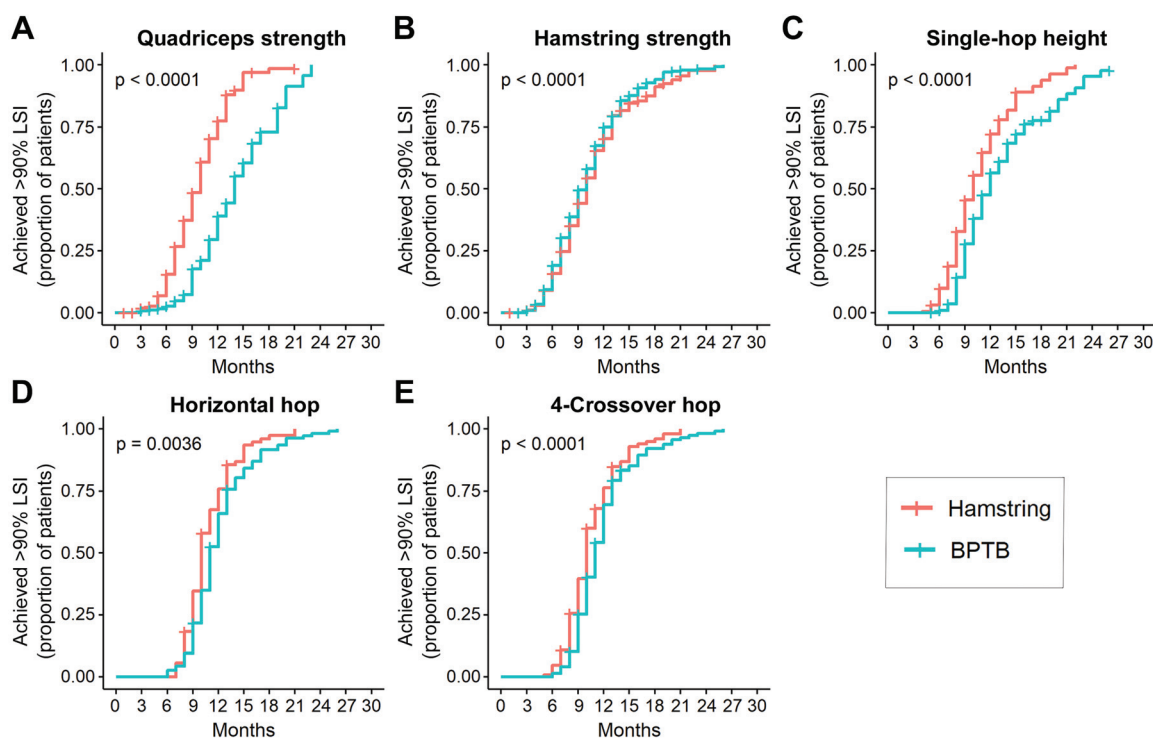 A
Quadriceps strength
p < 0.0001
1.00
0.75
0.50
0.25
0.00
Achieved >90% LSI
(proportion of patients)
0 3 6 9 12 15 18 21 24 27 30
Months
B
Hamstring strength
p < 0.0001
1.00
0.75
0.50
0.25
0.00
Achieved >90% LSI
(proportion of patients)
0 3 6 9 12 15 18 21 24 27 30
Months
C
Single-hop height
p < 0.0001
1.00
0.75
0.50
0.25
0.00
Achieved >90% LSI
(proportion of patients)
0 3 6 9 12 15 18 21 24 27 30
Months
D
Horizontal hop
p = 0.0036
1.00
0.75
0.50
0.25
0.00
Achieved >90% LSI
(proportion of patients)
0 3 6 9 12 15 18 21 24 27 30
Months
E
4-Crossover hop
p < 0.0001
1.00
0.75
0.50
0.25
0.00
Achieved >90% LSI
(proportion of patients)
0 3 6 9 12 15 18 21 24 27 30
Months
Hamstring
BPTB